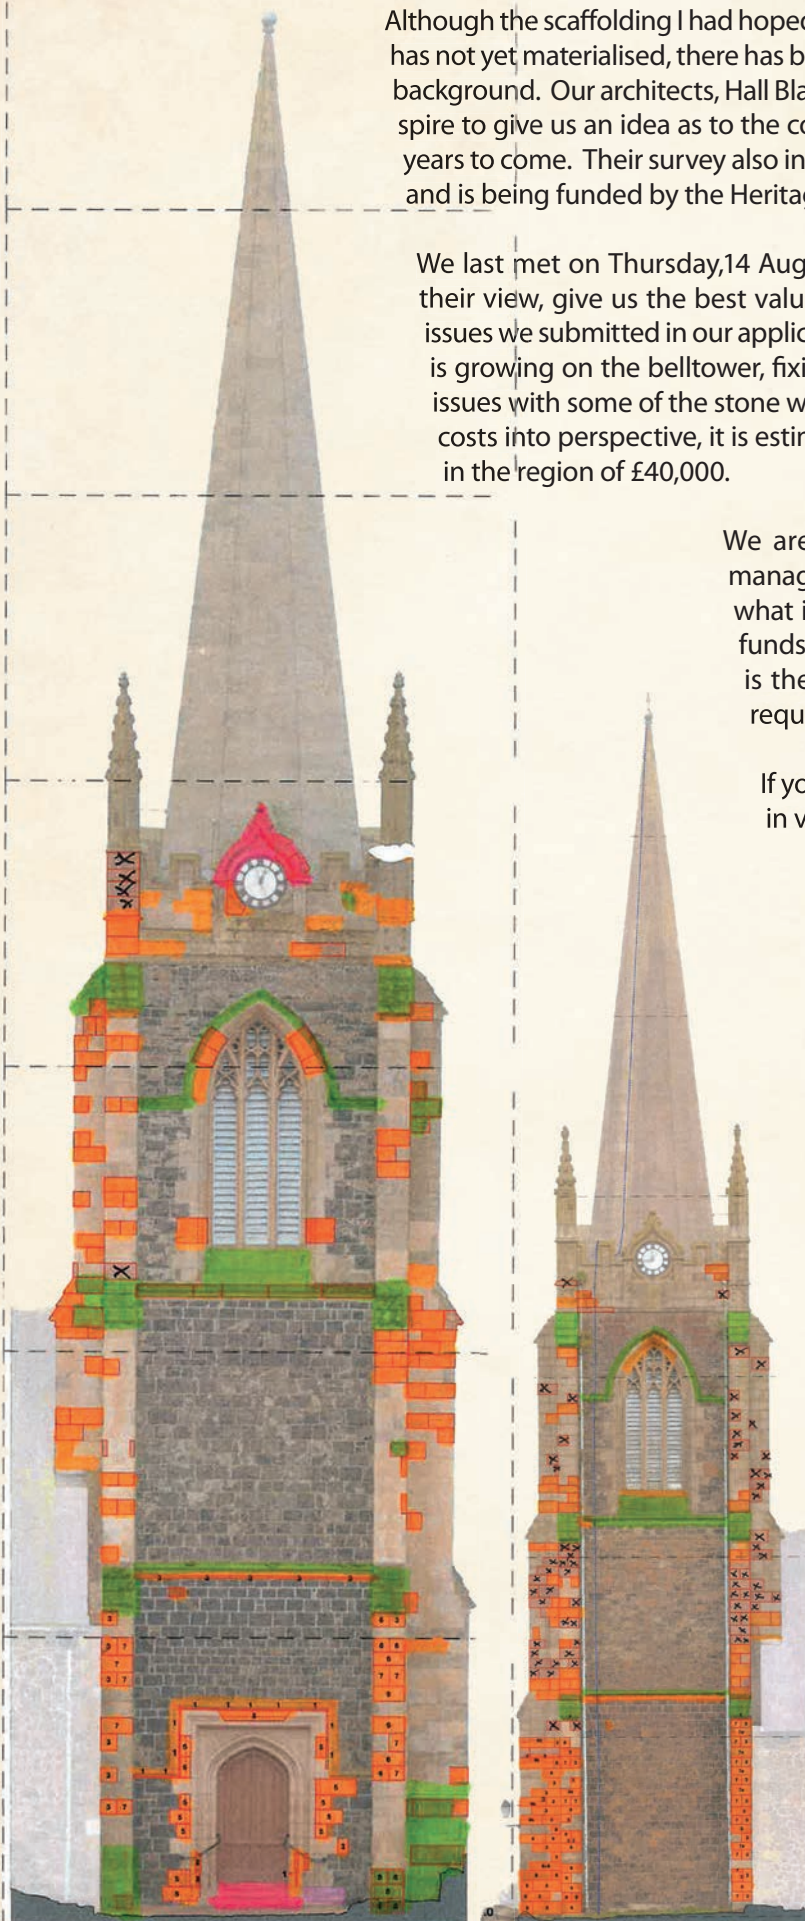 Although the scaffolding I had hoped
has not yet materialised, there has b
background. Our architects, Hall Bla
spire to give us an idea as to the co
years to come. Their survey also in
and is being funded by the Heritag
We last met on Thursday,14 Aug
their view, give us the best valu
issues we submitted in our applic
is growing on the belltower, fixi
issues with some of the stone w
costs into perspective, it is estir
in the region of £40,000.
We are
manag
what i
funds
is the
requ
If yo
in v